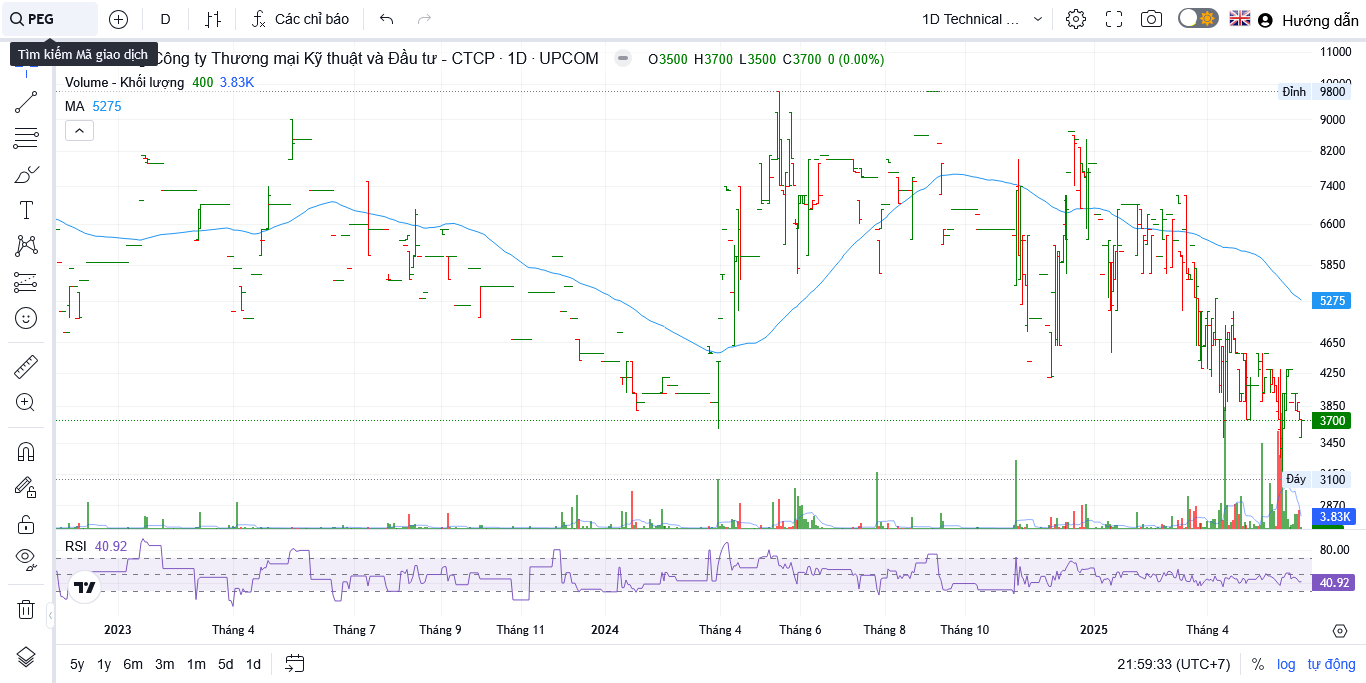 PEG
D
Các chỉ báo
1D Technical ...
Hướng dẫn
Tìm kiếm Mã giao dịch
Công ty Thương mại Kỹ thuật và Đầu tư - CTCP · 1D · UPCOM
O3500 H3700 L3500 C3700 0 (0.00%)
Volume - Khối lượng 400 3.83K
MA 5275
11000
10000
Đỉnh 9800
9000
8200
7400
6600
5850
5275
4650
4250
3850
3700
3450
3150
Đáy 3100
2870
3.83K
RSI 40.92
80.00
40.92
2023 Tháng 4 Tháng 7 Tháng 9 Tháng 11 2024 Tháng 4 Tháng 6 Tháng 8 Tháng 10 2025 Tháng 4
5y 1y 6m 3m 1m 5d 1d
21:59:33 (UTC+7) % log tự động